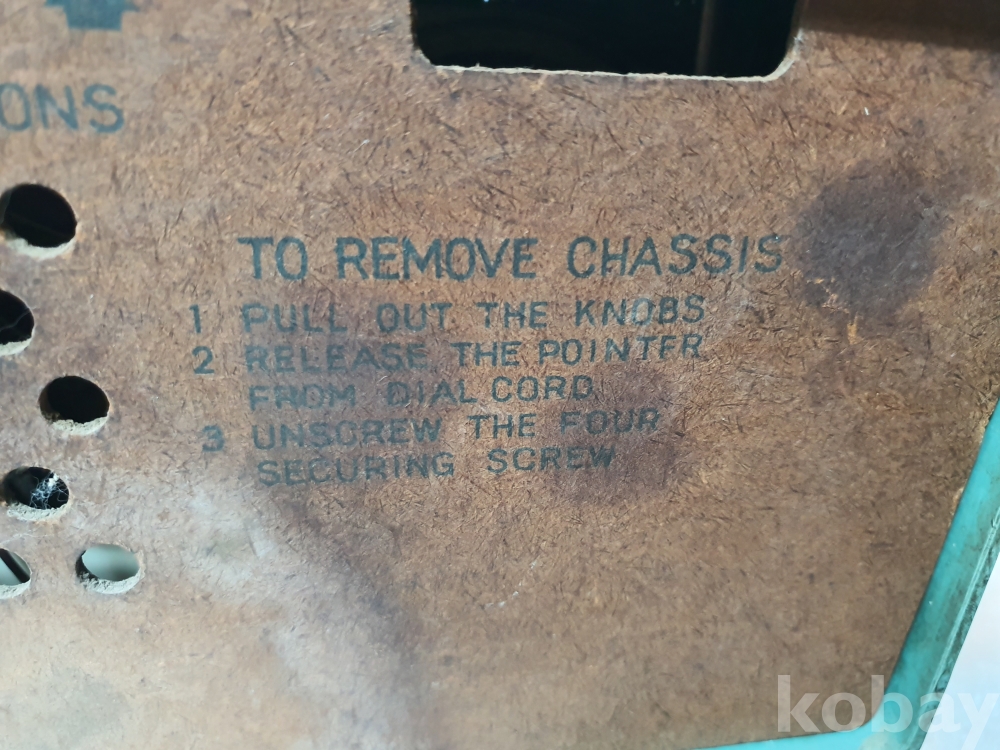 ONS
TO REMOVE CHASSIS
1 PULL OUT THE KNOBS
2 RELEASE THE POINTER
FROM DIAL CORD
3 UNSCREW THE FOUR
SECURING SCREW
kobay